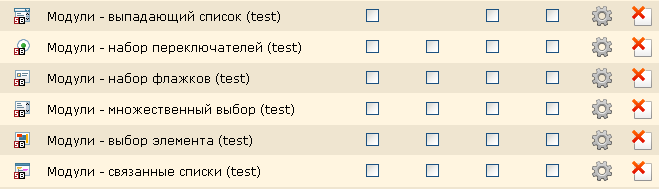 Модули - выпадающий список (test)
Модули - набор переключателей (test)
Модули - набор флажков (test)
Модули - множественный выбор (test)
Модули - выбор элемента (test)
Модули - связанные списки (test)